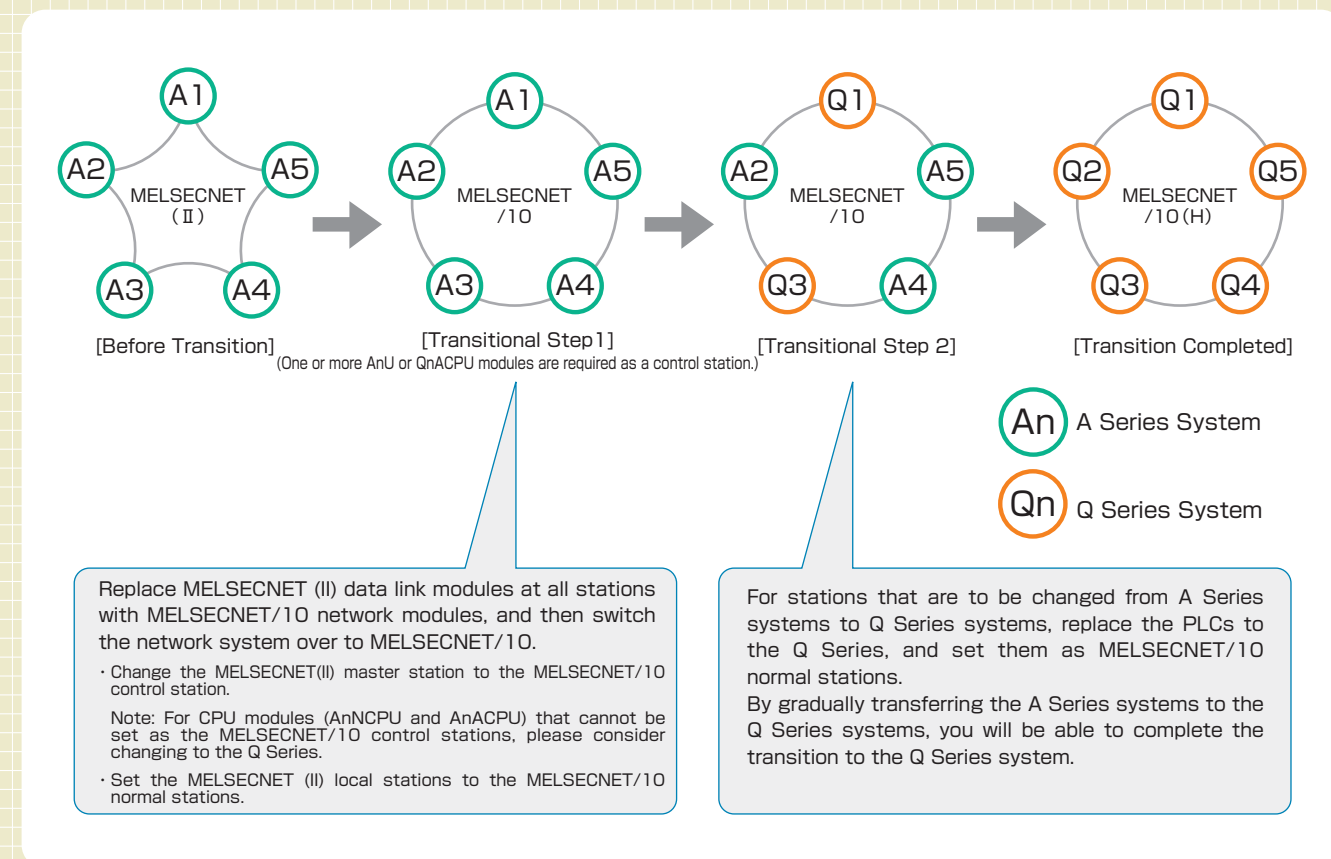 A1
A2
A5
MELSECNET
(Ⅱ)
A3
A4
[Before Transition]
A1
A2
A5
MELSECNET
/10
A3
A4
[Transitional Step1]
(One or more AnU or QnACPU modules are required as a control station.)
Q1
A2
A5
MELSECNET
/10
Q3
A4
[Transitional Step 2]
Q1
Q2
Q5
MELSECNET
/10(H)
Q3
Q4
[Transition Completed]
An A Series System
Qn Q Series System
Replace MELSECNET (II) data link modules at all stations
with MELSECNET/10 network modules, and then switch
the network system over to MELSECNET/10.
・Change the MELSECNET(II) master station to the MELSECNET/10
control station.
Note: For CPU modules (AnNCPU and AnACPU) that cannot be
set as the MELSECNET/10 control stations, please consider
changing to the Q Series.
・Set the MELSECNET (II) local stations to the MELSECNET/10
normal stations.
For stations that are to be changed from A Series
systems to Q Series systems, replace the PLCs to
the Q Series, and set them as MELSECNET/10
normal stations.
By gradually transferring the A Series systems to the
Q Series systems, you will be able to complete the
transition to the Q Series system.